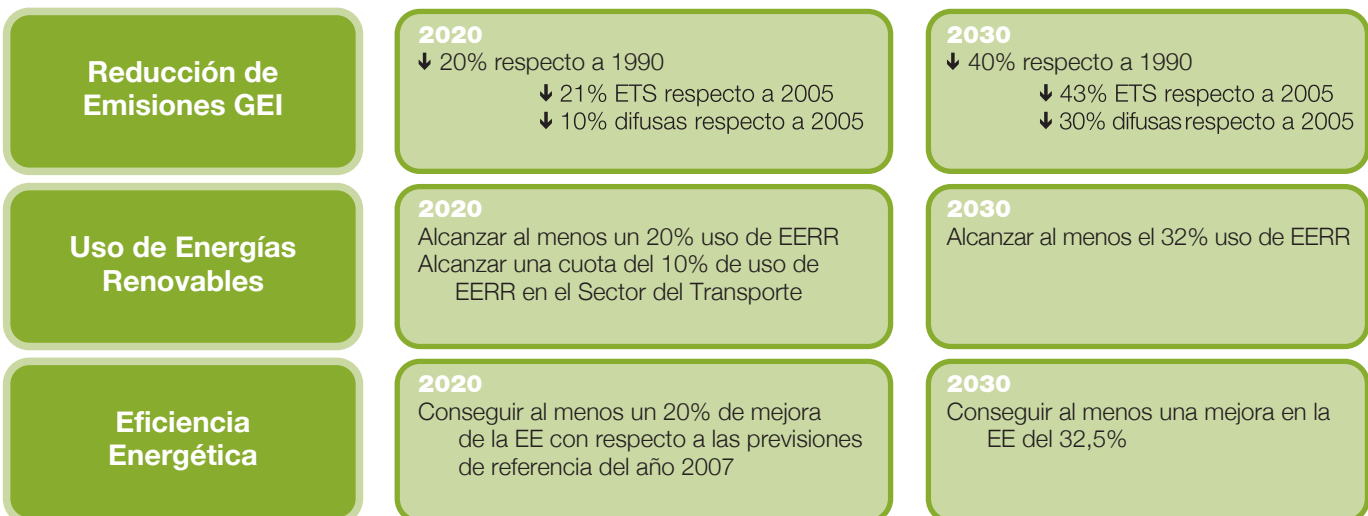 Reducción de
Emisiones GEI
2020
↓ 20% respecto a 1990
↓ 21% ETS respecto a 2005
↓ 10% difusas respecto a 2005
2030
↓ 40% respecto a 1990
↓ 43% ETS respecto a 2005
↓ 30% difusas respecto a 2005
Uso de Energías
Renovables
2020
Alcanzar al menos un 20% uso de EERR
Alcanzar una cuota del 10% de uso de
EERR en el Sector del Transporte
2030
Alcanzar al menos el 32% uso de EERR
Eficiencia
Energética
2020
Conseguir al menos un 20% de mejora
de la EE con respecto a las previsiones
de referencia del año 2007
2030
Conseguir al menos una mejora en la
EE del 32,5%